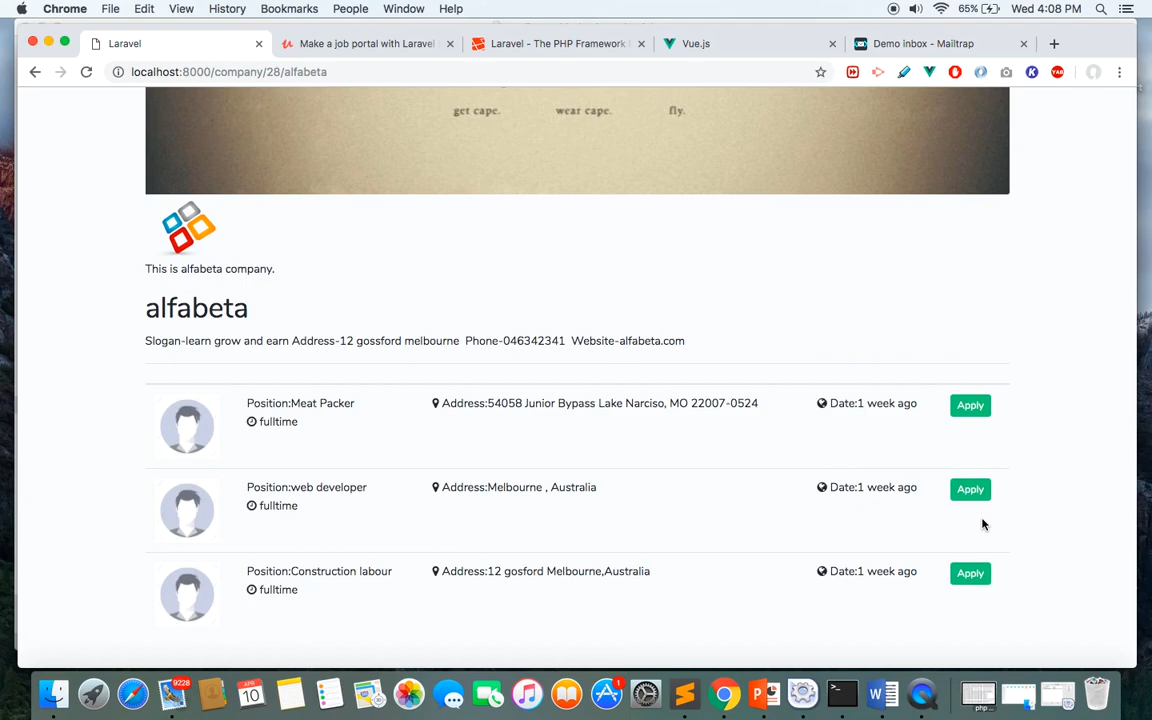 Chrome File Edit View History Bookmarks People Window Help 65% Wed 4:08 PM
Laravel Make a job portal with Laravel Laravel - The PHP Framework Vue.js Demo inbox - Mailtrap
localhost:8000/company/28/alfabeta
get cape. wear cape. fly.
This is alfabeta company.
alfabeta
Slogan-learn grow and earn Address-12 gossford melbourne Phone-046342341 Website-alfabeta.com
Position:Meat Packer Address:54058 Junior Bypass Lake Narciso, MO 22007-0524 Date:1 week ago Apply
fulltime
Position:web developer Address:Melbourne , Australia Date:1 week ago Apply
fulltime
Position:Construction labour Address:12 gosford Melbourne,Australia Date:1 week ago Apply
fulltime
9228
APR
10
1
php